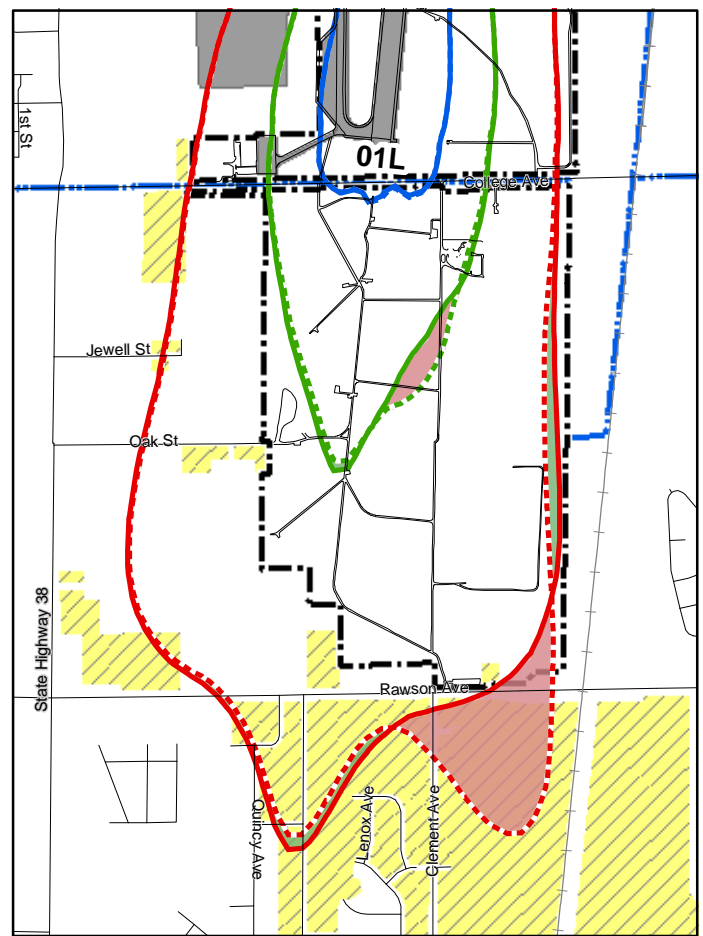 1st St
01L
College Ave
Jewell St
Oak St
State Highway 38
Rawson Ave
Quincy Ave
Lenox Ave
Clement Ave